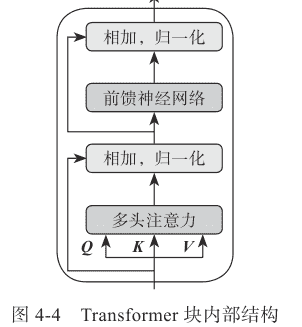 相加，归一化
前馈神经网络
相加，归一化
多头注意力
Q K V
图 4-4 Transformer 块内部结构